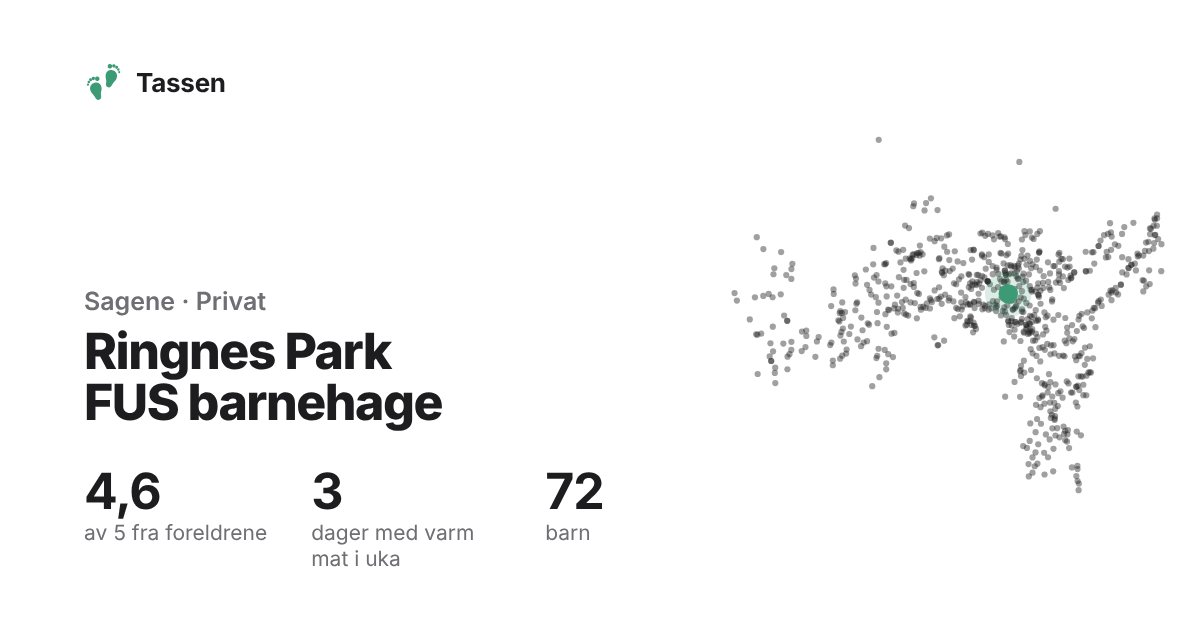 Tassen
Sagene · Privat
Ringnes Park
FUS barnehage
4,6
av 5 fra foreldrene
3
dager med varm
mat i uka
72
barn